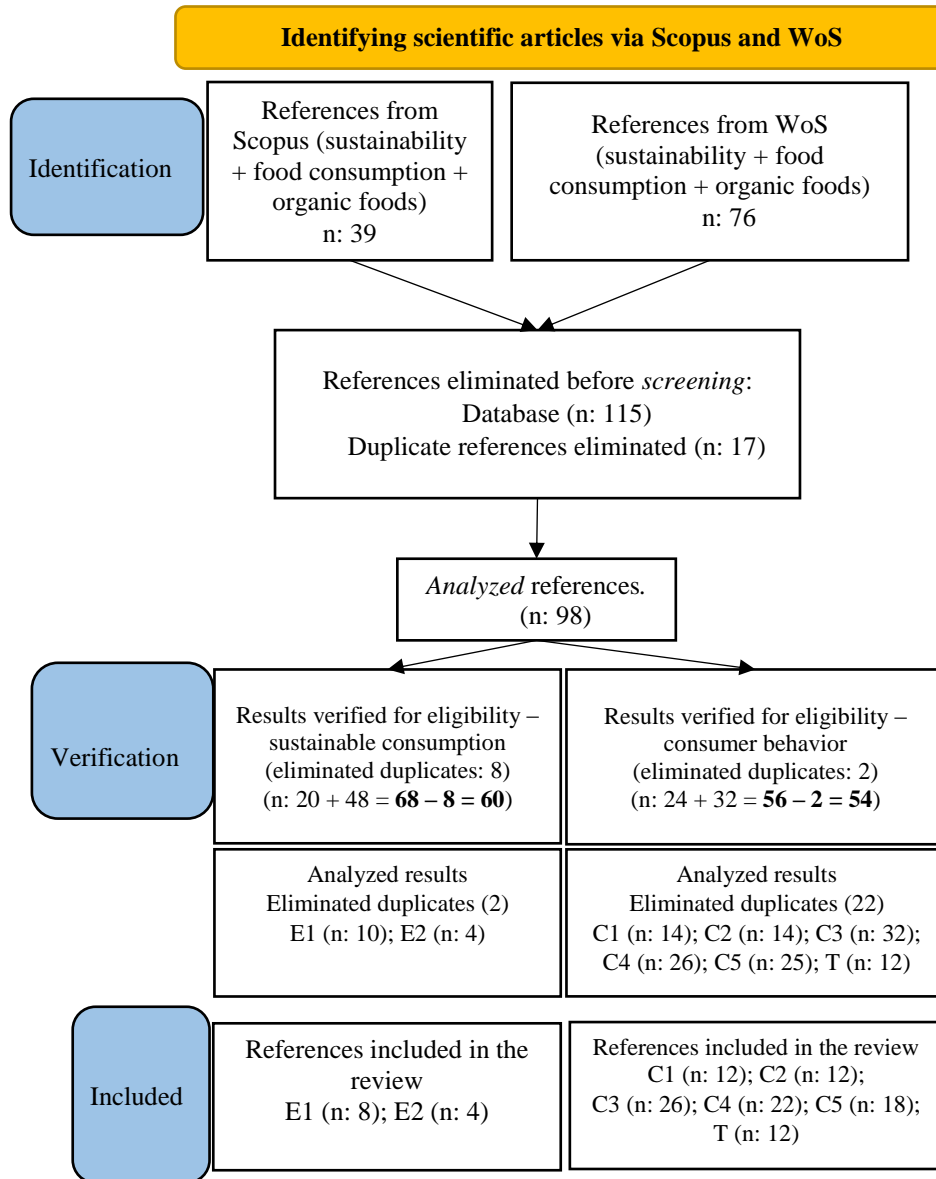 Identifying scientific articles via Scopus and WoS
Identification
References from
Scopus (sustainability
+ food consumption +
organic foods)
n: 39
References from WoS
(sustainability + food
consumption + organic foods)
n: 76
References eliminated before screening:
Database (n: 115)
Duplicate references eliminated (n: 17)
Analyzed references.
(n: 98)
Verification
Results verified for eligibility –
sustainable consumption
(eliminated duplicates: 8)
(n: 20 + 48 = 68 – 8 = 60)
Results verified for eligibility –
consumer behavior
(eliminated duplicates: 2)
(n: 24 + 32 = 56 – 2 = 54)
Analyzed results
Eliminated duplicates (2)
E1 (n: 10); E2 (n: 4)
Analyzed results
Eliminated duplicates (22)
C1 (n: 14); C2 (n: 14); C3 (n: 32);
C4 (n: 26); C5 (n: 25); T (n: 12)
Included
References included in the
review
E1 (n: 8); E2 (n: 4)
References included in the review
C1 (n: 12); C2 (n: 12);
C3 (n: 26); C4 (n: 22); C5 (n: 18);
T (n: 12)